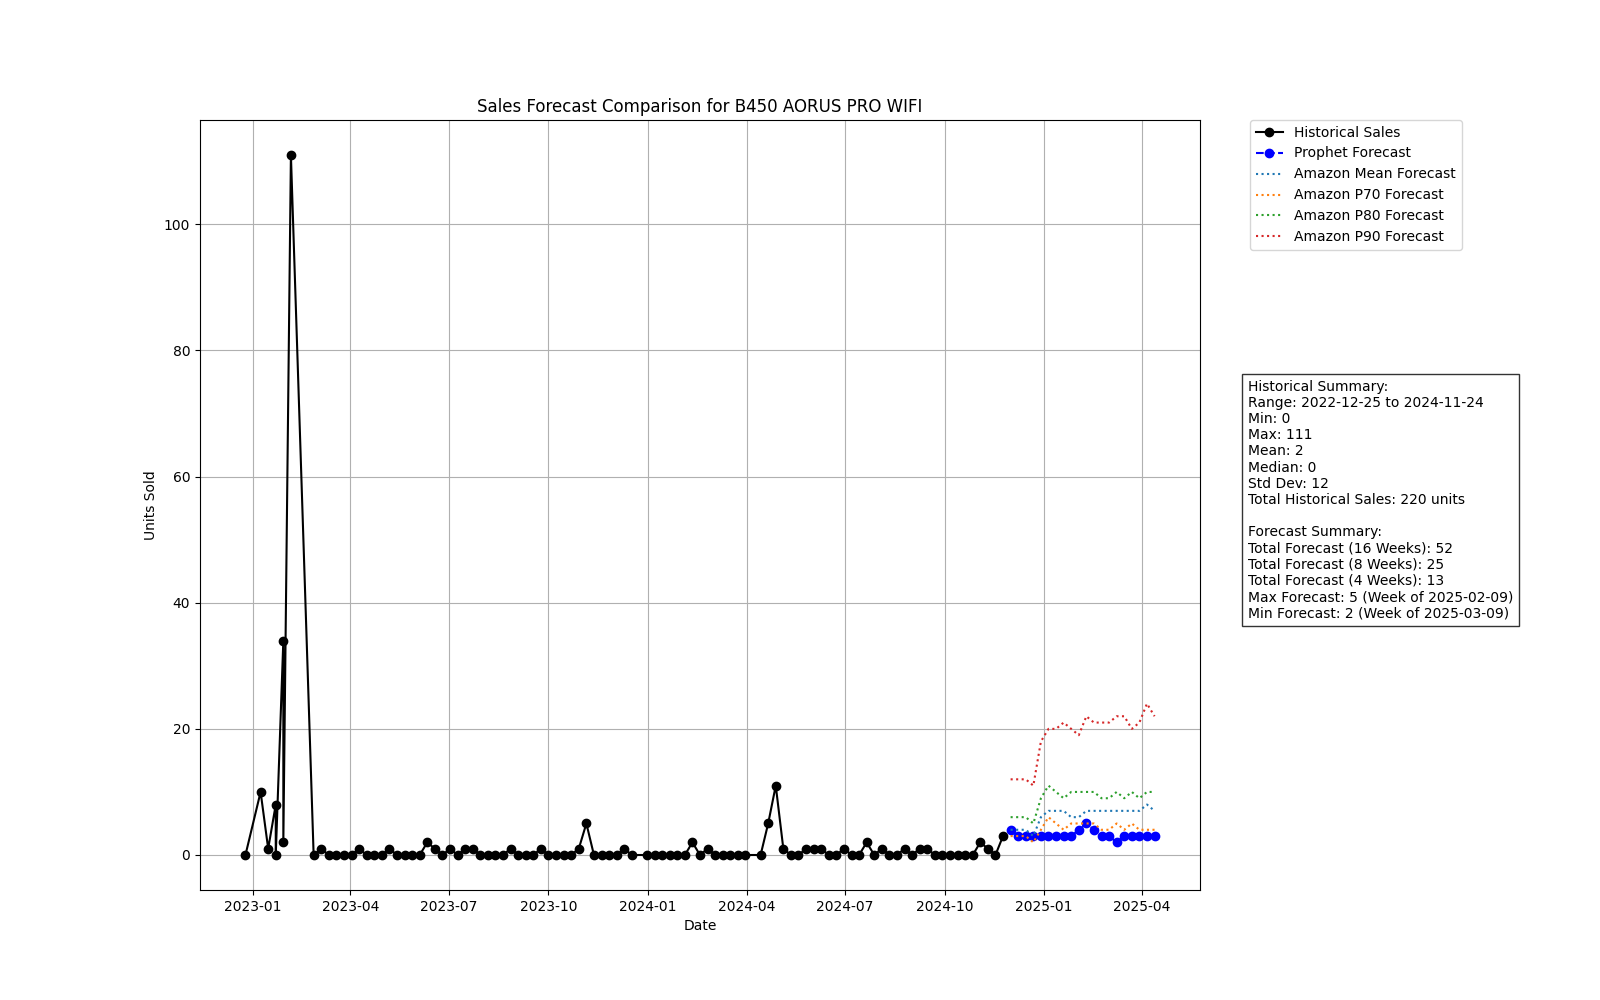 Sales Forecast Comparison for B450 AORUS PRO WIFI
Historical Sales
Prophet Forecast
Amazon Mean Forecast
Amazon P70 Forecast
Amazon P80 Forecast
Amazon P90 Forecast
100
80
60
40
20
0
Units Sold
2023-01
2023-04
2023-07
2023-10
2024-01
2024-04
2024-07
2024-10
2025-01
2025-04
Date
Historical Summary:
Range: 2022-12-25 to 2024-11-24
Min: 0
Max: 111
Mean: 2
Median: 0
Std Dev: 12
Total Historical Sales: 220 units
Forecast Summary:
Total Forecast (16 Weeks): 52
Total Forecast (8 Weeks): 25
Total Forecast (4 Weeks): 13
Max Forecast: 5 (Week of 2025-02-09)
Min Forecast: 2 (Week of 2025-03-09)